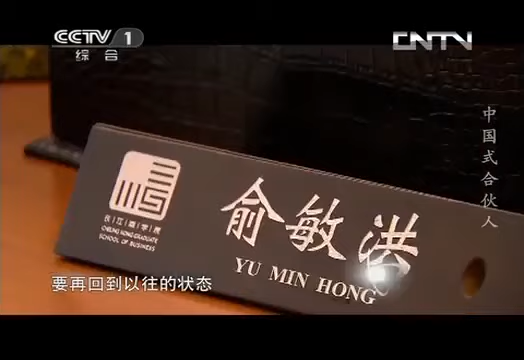 CCTV 1
综合
CNTV
中国式合伙人
长江商学院
CHEUNG KONG GRADUATE
SCHOOL OF BUSINESS
俞敏洪
YU MIN HONG
要再回到以往的状态